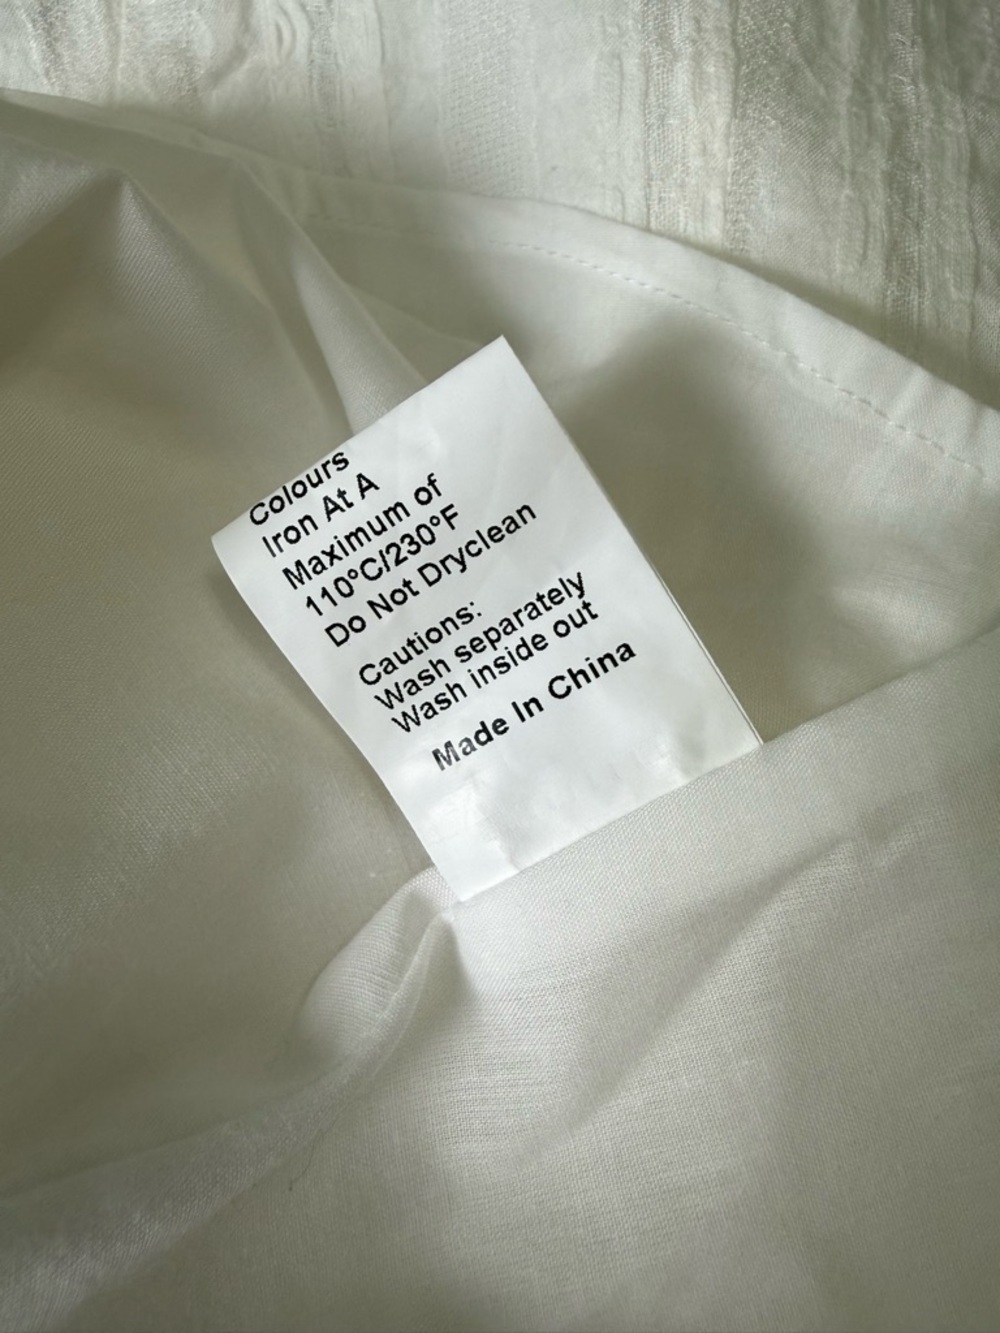 Colours
Iron At A
Maximum of
110°C/230°F
Do Not Dryclean
Cautions:
Wash separately
Wash inside out
Made In China